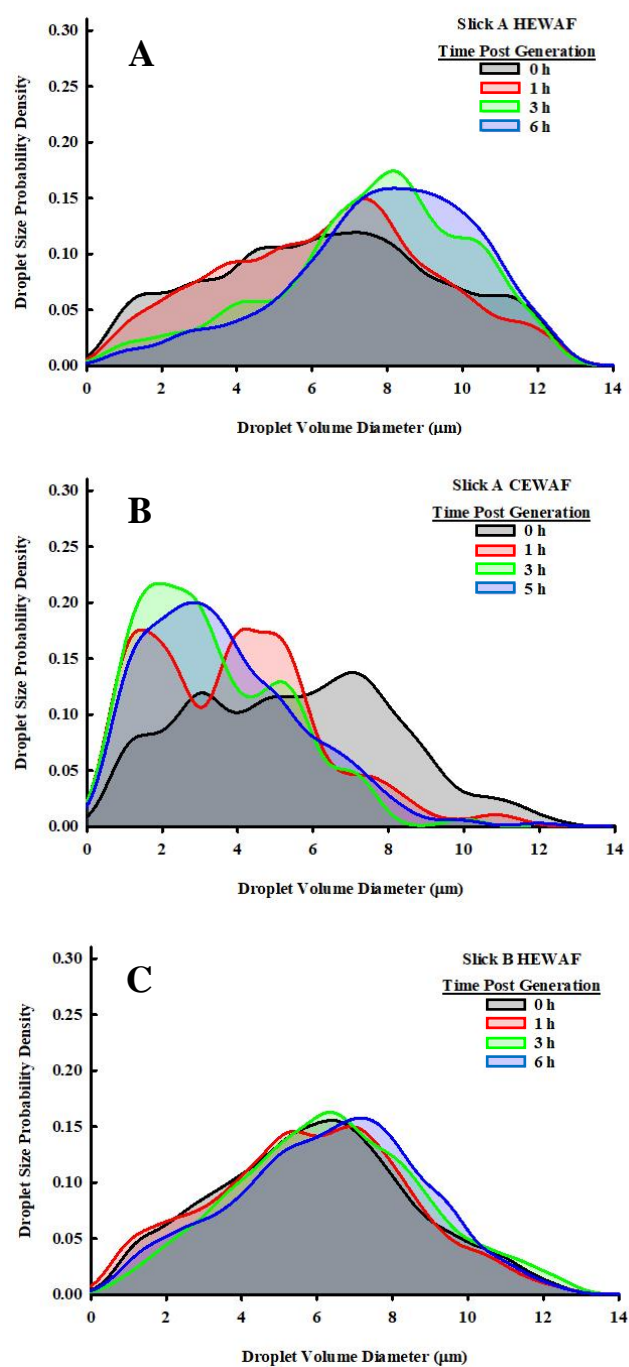 A
Slick A HEWAF
Time Post Generation
0 h
1 h
3 h
6 h
Droplet Size Probability Density
0.30
0.25
0.20
0.15
0.10
0.05
0.00
0 2 4 6 8 10 12 14
Droplet Volume Diameter (µm)
B
Slick A CEWAF
Time Post Generation
0 h
1 h
3 h
5 h
Droplet Size Probability Density
0.30
0.25
0.20
0.15
0.10
0.05
0.00
0 2 4 6 8 10 12 14
Droplet Volume Diameter (µm)
C
Slick B HEWAF
Time Post Generation
0 h
1 h
3 h
6 h
Droplet Size Probability Density
0.30
0.25
0.20
0.15
0.10
0.05
0.00
0 2 4 6 8 10 12 14
Droplet Volume Diameter (µm)